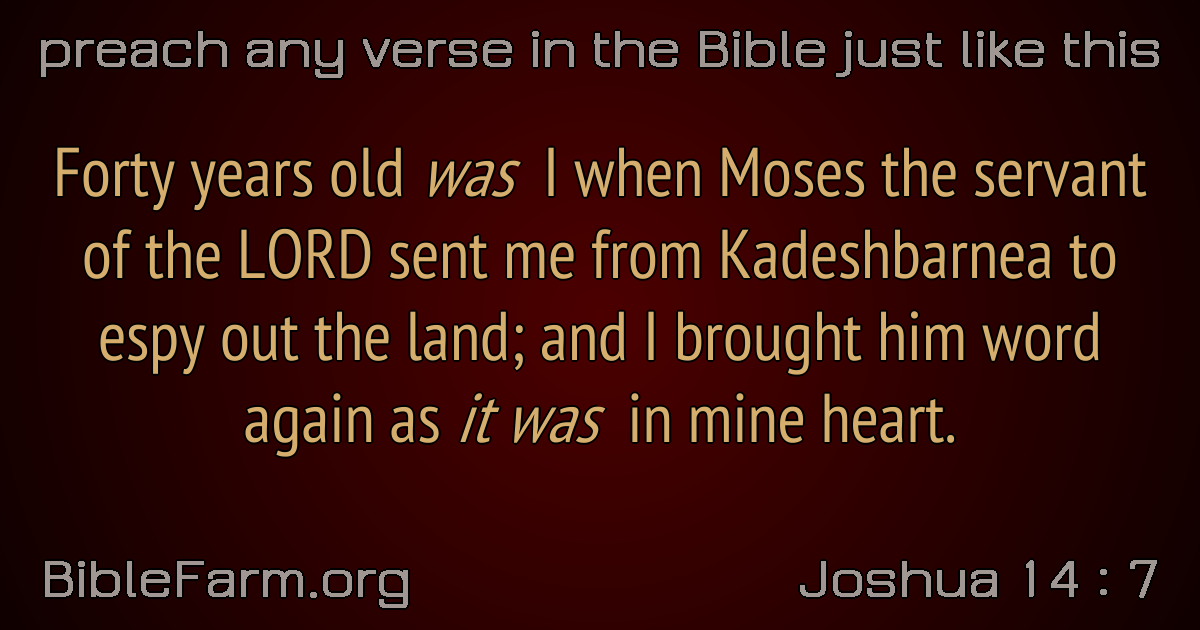 preach any verse in the Bible just like this
Forty years old was I when Moses the servant
of the LORD sent me from Kadeshbarnea to
espy out the land; and I brought him word
again as it was in mine heart.
BibleFarm.org
Joshua 14 : 7